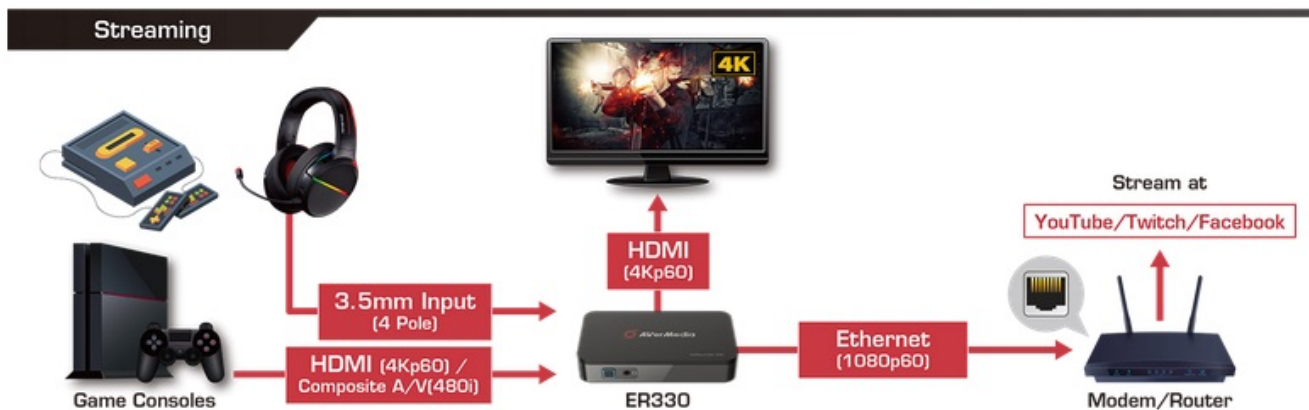 Streaming
4K
Stream at
YouTube/Twitch/Facebook
HDMI
(4Kp60)
3.5mm Input
(4 Pole)
AVerMedia
Ethernet
(1080p60)
HDMI (4Kp60) /
Composite A/V(480i)
Game Consoles
ER330
Modem/Router